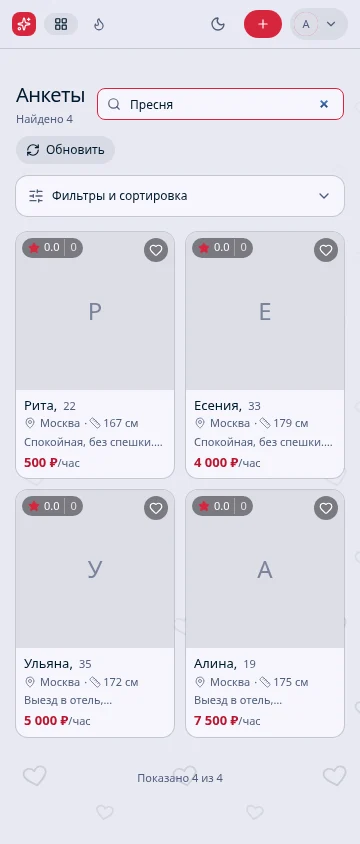 A
Анкеты
Найдено 4
Пресня
Обновить
Фильтры и сортировка
0.0 0
Р
Рита, 22
Москва · 167 см
Спокойная, без спешки....
500 ₽/час
0.0 0
Е
Есения, 33
Москва · 179 см
Спокойная, без спешки....
4 000 ₽/час
0.0 0
У
Ульяна, 35
Москва · 172 см
Выезд в отель,...
5 000 ₽/час
0.0 0
А
Алина, 19
Москва · 175 см
Выезд в отель,...
7 500 ₽/час
Показано 4 из 4